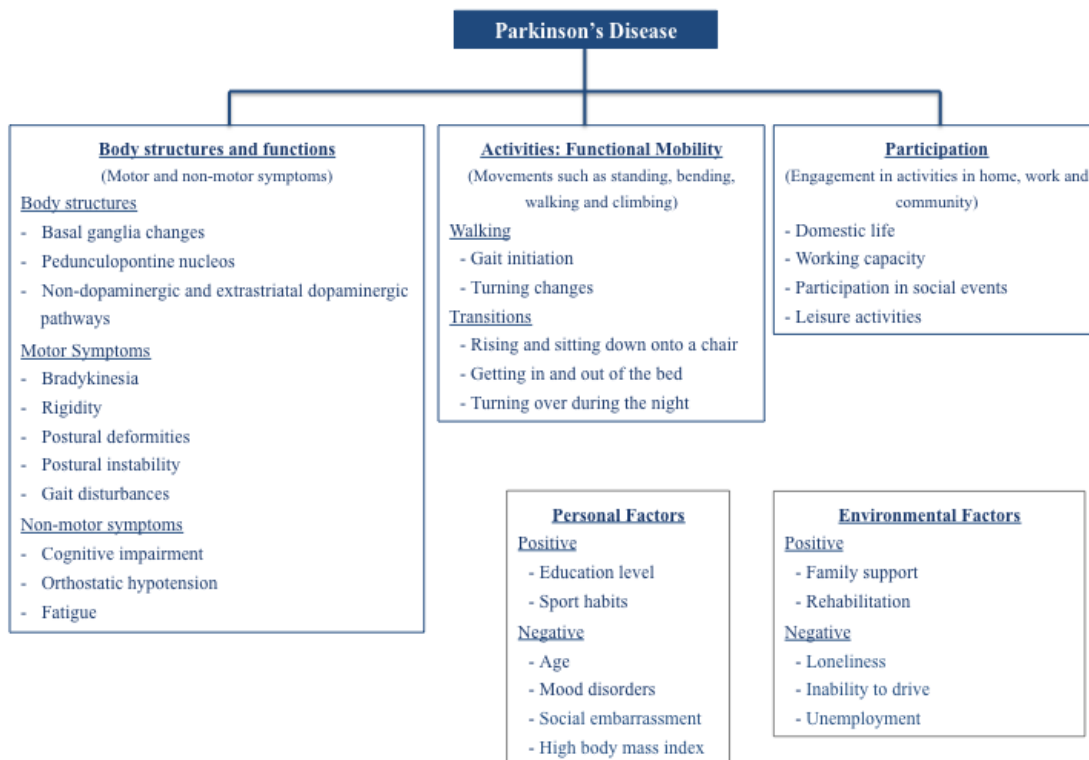 Parkinson's Disease
Body structures and functions
(Motor and non-motor symptoms)
Body structures
- Basal ganglia changes
- Pedunculopontine nucleos
- Non-dopaminergic and extrastriatal dopaminergic
pathways
Motor Symptoms
- Bradykinesia
- Rigidity
- Postural deformities
- Postural instability
- Gait disturbances
Non-motor symptoms
- Cognitive impairment
- Orthostatic hypotension
- Fatigue
Activities: Functional Mobility
(Movements such as standing, bending,
walking and climbing)
Walking
- Gait initiation
- Turning changes
Transitions
- Rising and sitting down onto a chair
- Getting in and out of the bed
- Turning over during the night
Participation
(Engagement in activities in home, work and
community)
- Domestic life
- Working capacity
- Participation in social events
- Leisure activities
Personal Factors
Positive
- Education level
- Sport habits
Negative
- Age
- Mood disorders
- Social embarrassment
- High body mass index
Environmental Factors
Positive
- Family support
- Rehabilitation
Negative
- Loneliness
- Inability to drive
- Unemployment